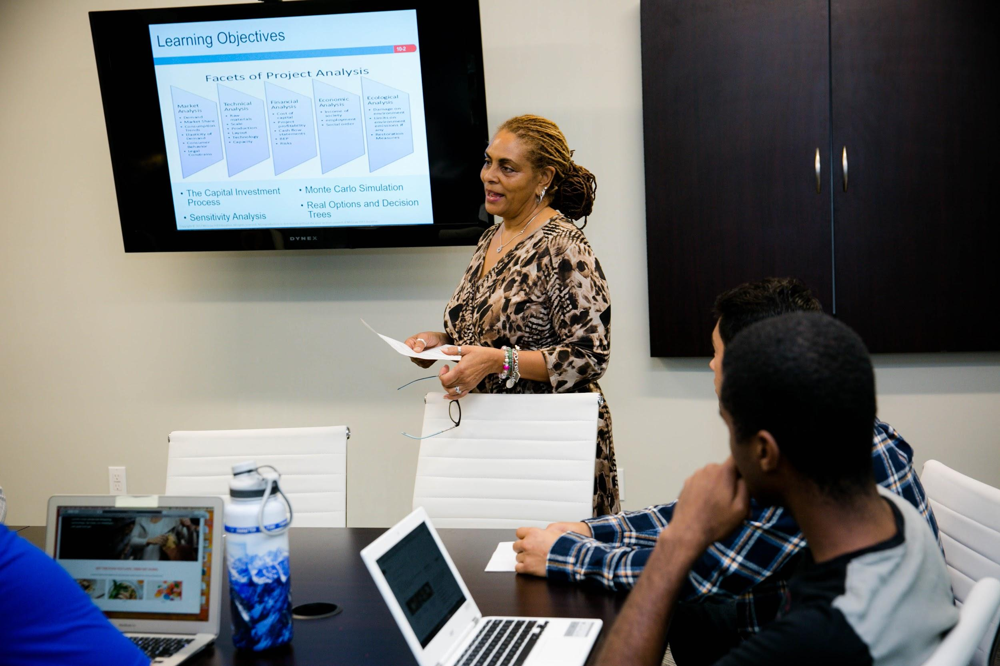 Learning Objectives
10-2
Facets of Project Analysis
Market
Analysis
• Demand
• Market Share
• Consumption
Trends
• Elasticity of
Demand
• Consumer
Behavior
• Legal
Constrains
Technical
Analysis
• Raw
materials
• Scale
• Production
• Layout
• Technology
• Capacity
Financial
Analysis
• Cost of
capital
• Project
profitability
• Cash flow
statements
• BEP
• Risks
Economic
Analysis
• Income of
society
• employment
• Social order
Ecological
Analysis
• Damage on
environment
• Limits on
environment
emissions if
any
• Restoration
Measures
• The Capital Investment
Process
• Sensitivity Analysis
• Monte Carlo Simulation
• Real Options and Decision
Trees
DYNEX